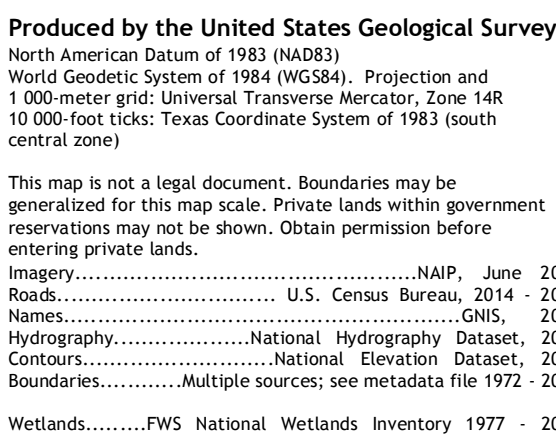 Produced by the United States Geological Survey
North American Datum of 1983 (NAD83)
World Geodetic System of 1984 (WGS84). Projection and
1 000-meter grid: Universal Transverse Mercator, Zone 14R
10 000-foot ticks: Texas Coordinate System of 1983 (south
central zone)
This map is not a legal document. Boundaries may be
generalized for this map scale. Private lands within government
reservations may not be shown. Obtain permission before
entering private lands.
Imagery..........................................NAIP, June
Roads........................... U.S. Census Bureau, 2014 -
Names.................................................GNIS,
Hydrography.................National Hydrography Dataset,
Contours.......................National Elevation Dataset,
Boundaries............Multiple sources; see metadata file 1972 -
Wetlands.........FWS National Wetlands Inventory 1977 -